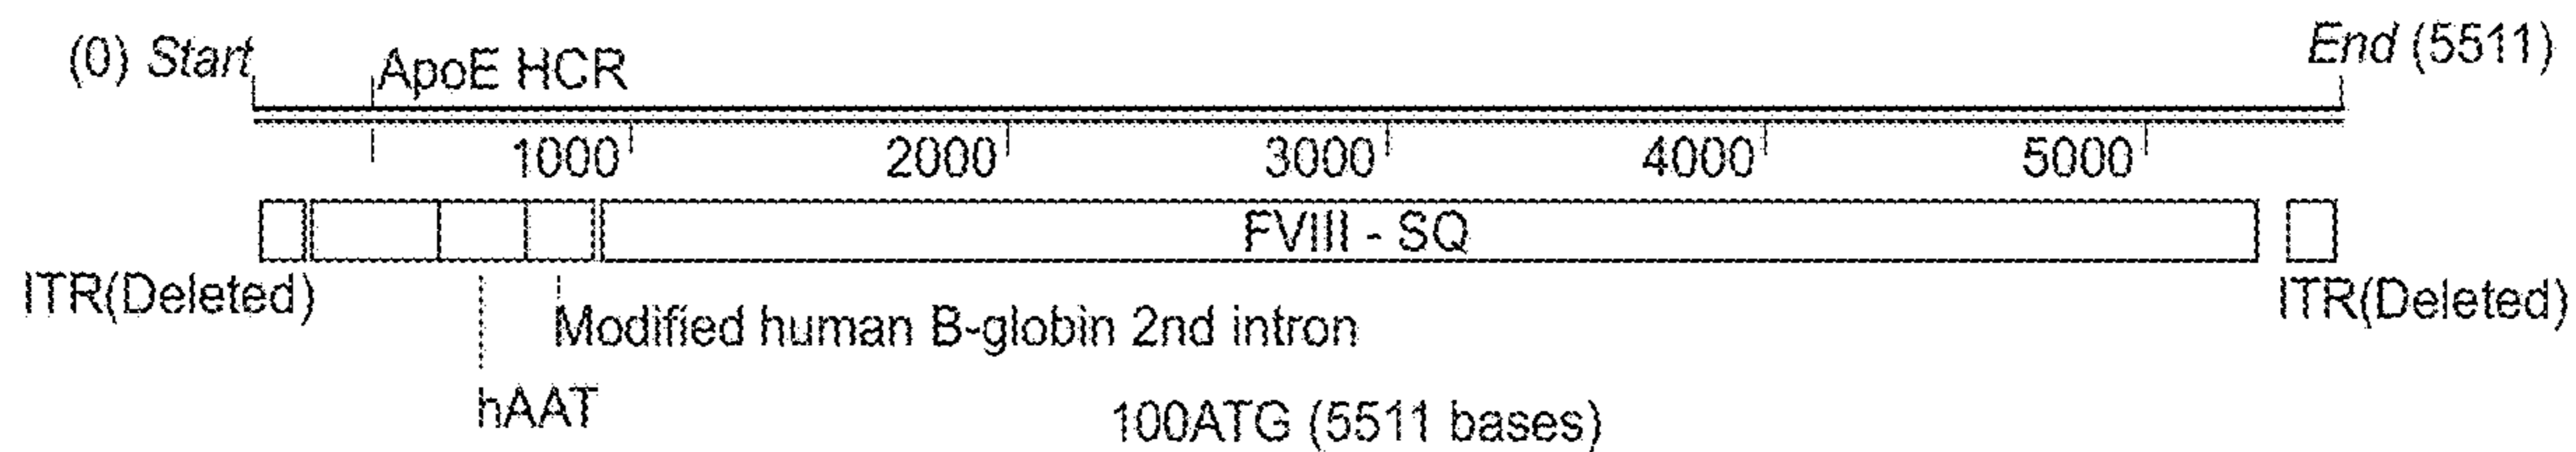 (0) Start
ApoE HCR
End (5511)
1000
2000
3000
4000
5000
FVIII - SQ
ITR(Deleted)
ITR(Deleted)
Modified human B-globin 2nd intron
hAAT
100ATG (5511 bases)